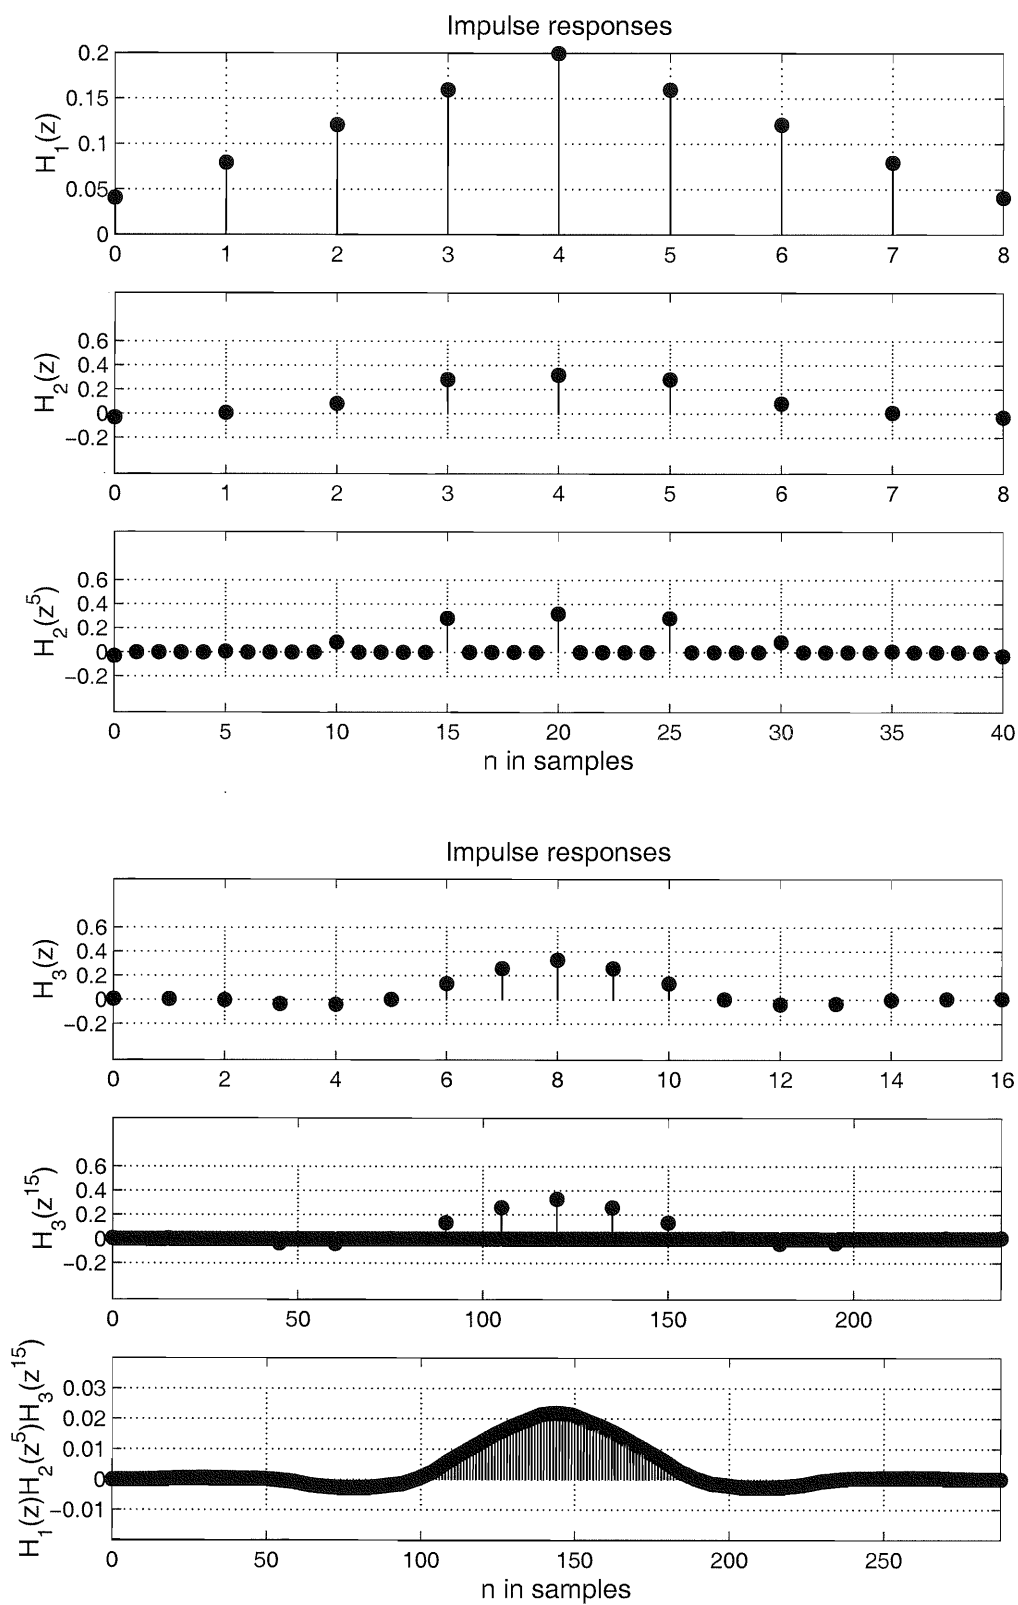 Impulse responses
H1(z)
0.2
0.15
0.1
0.05
0
0 1 2 3 4 5 6 7 8
H2(z)
0.6
0.4
0.2
0
−0.2
0 1 2 3 4 5 6 7 8
H2(z^5)
0.6
0.4
0.2
0
−0.2
0 5 10 15 20 25 30 35 40
n in samples
Impulse responses
H3(z)
0.6
0.4
0.2
0
−0.2
0 2 4 6 8 10 12 14 16
H3(z^15)
0.6
0.4
0.2
0
−0.2
0 50 100 150 200
H1(z)H2(z^5)H3(z^15)
0.03
0.02
0.01
0
−0.01
0 50 100 150 200 250
n in samples